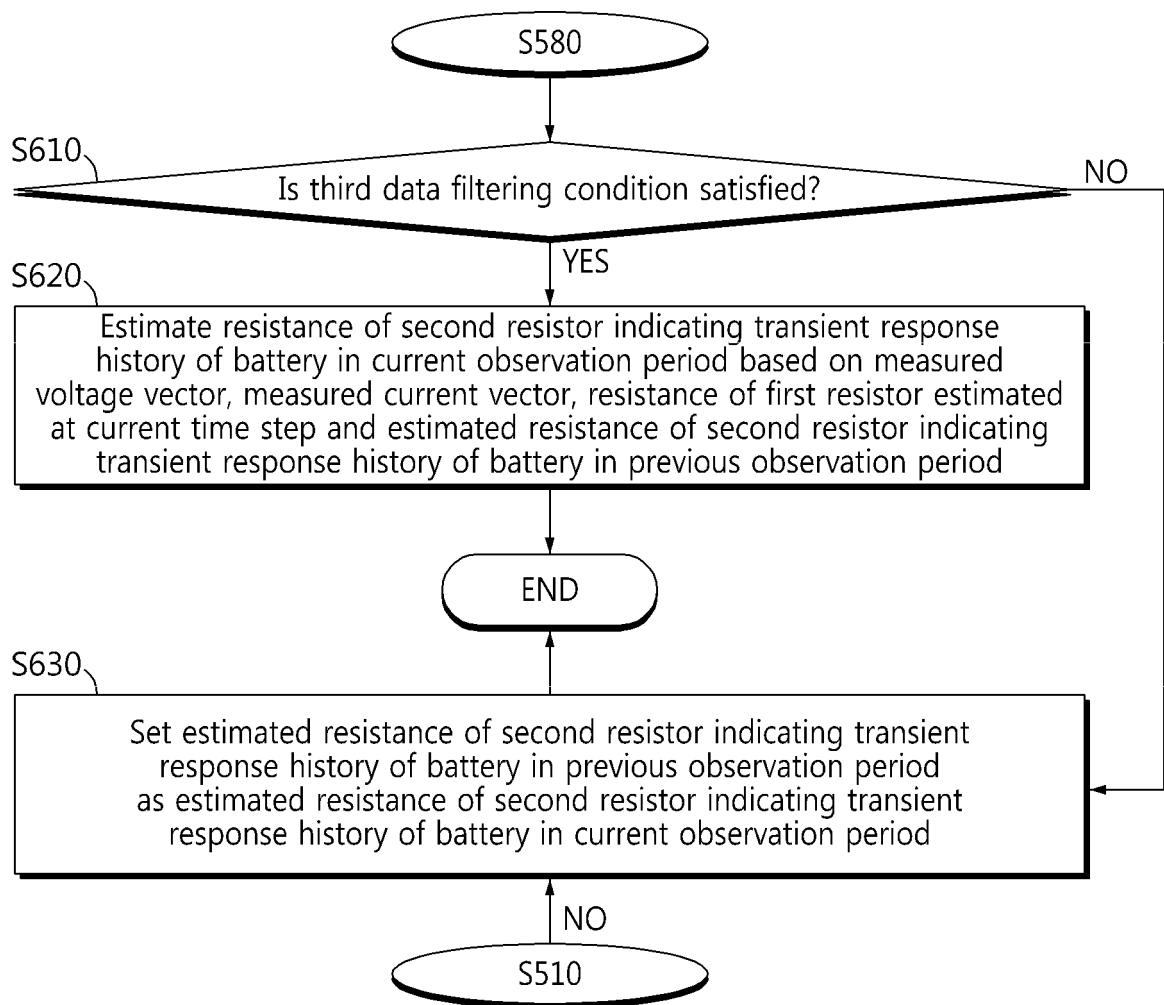 S580
S610
Is third data filtering condition satisfied?
NO
YES
S620
Estimate resistance of second resistor indicating transient response
history of battery in current observation period based on measured
voltage vector, measured current vector, resistance of first resistor estimated
at current time step and estimated resistance of second resistor indicating
transient response history of battery in previous observation period
END
S630
Set estimated resistance of second resistor indicating transient
response history of battery in previous observation period
as estimated resistance of second resistor indicating transient
response history of battery in current observation period
NO
S510